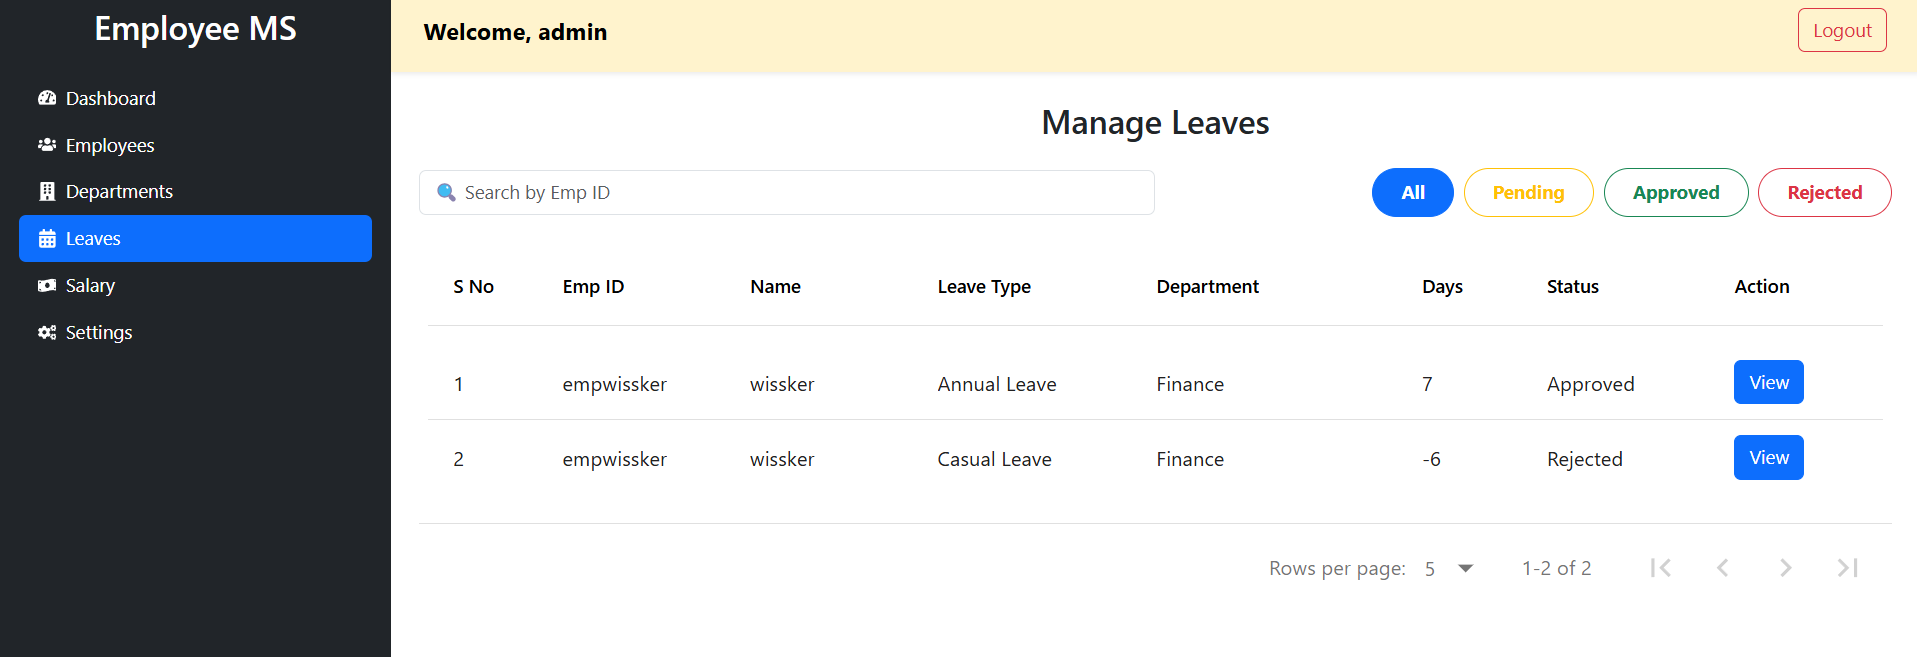 Employee MS
Dashboard
Employees
Departments
Leaves
Salary
Settings
Welcome, admin
Logout
Manage Leaves
Search by Emp ID
All Pending Approved Rejected
S No Emp ID Name Leave Type Department Days Status Action
1 empwissker wissker Annual Leave Finance 7 Approved View
2 empwissker wissker Casual Leave Finance -6 Rejected View
Rows per page: 5 1-2 of 2